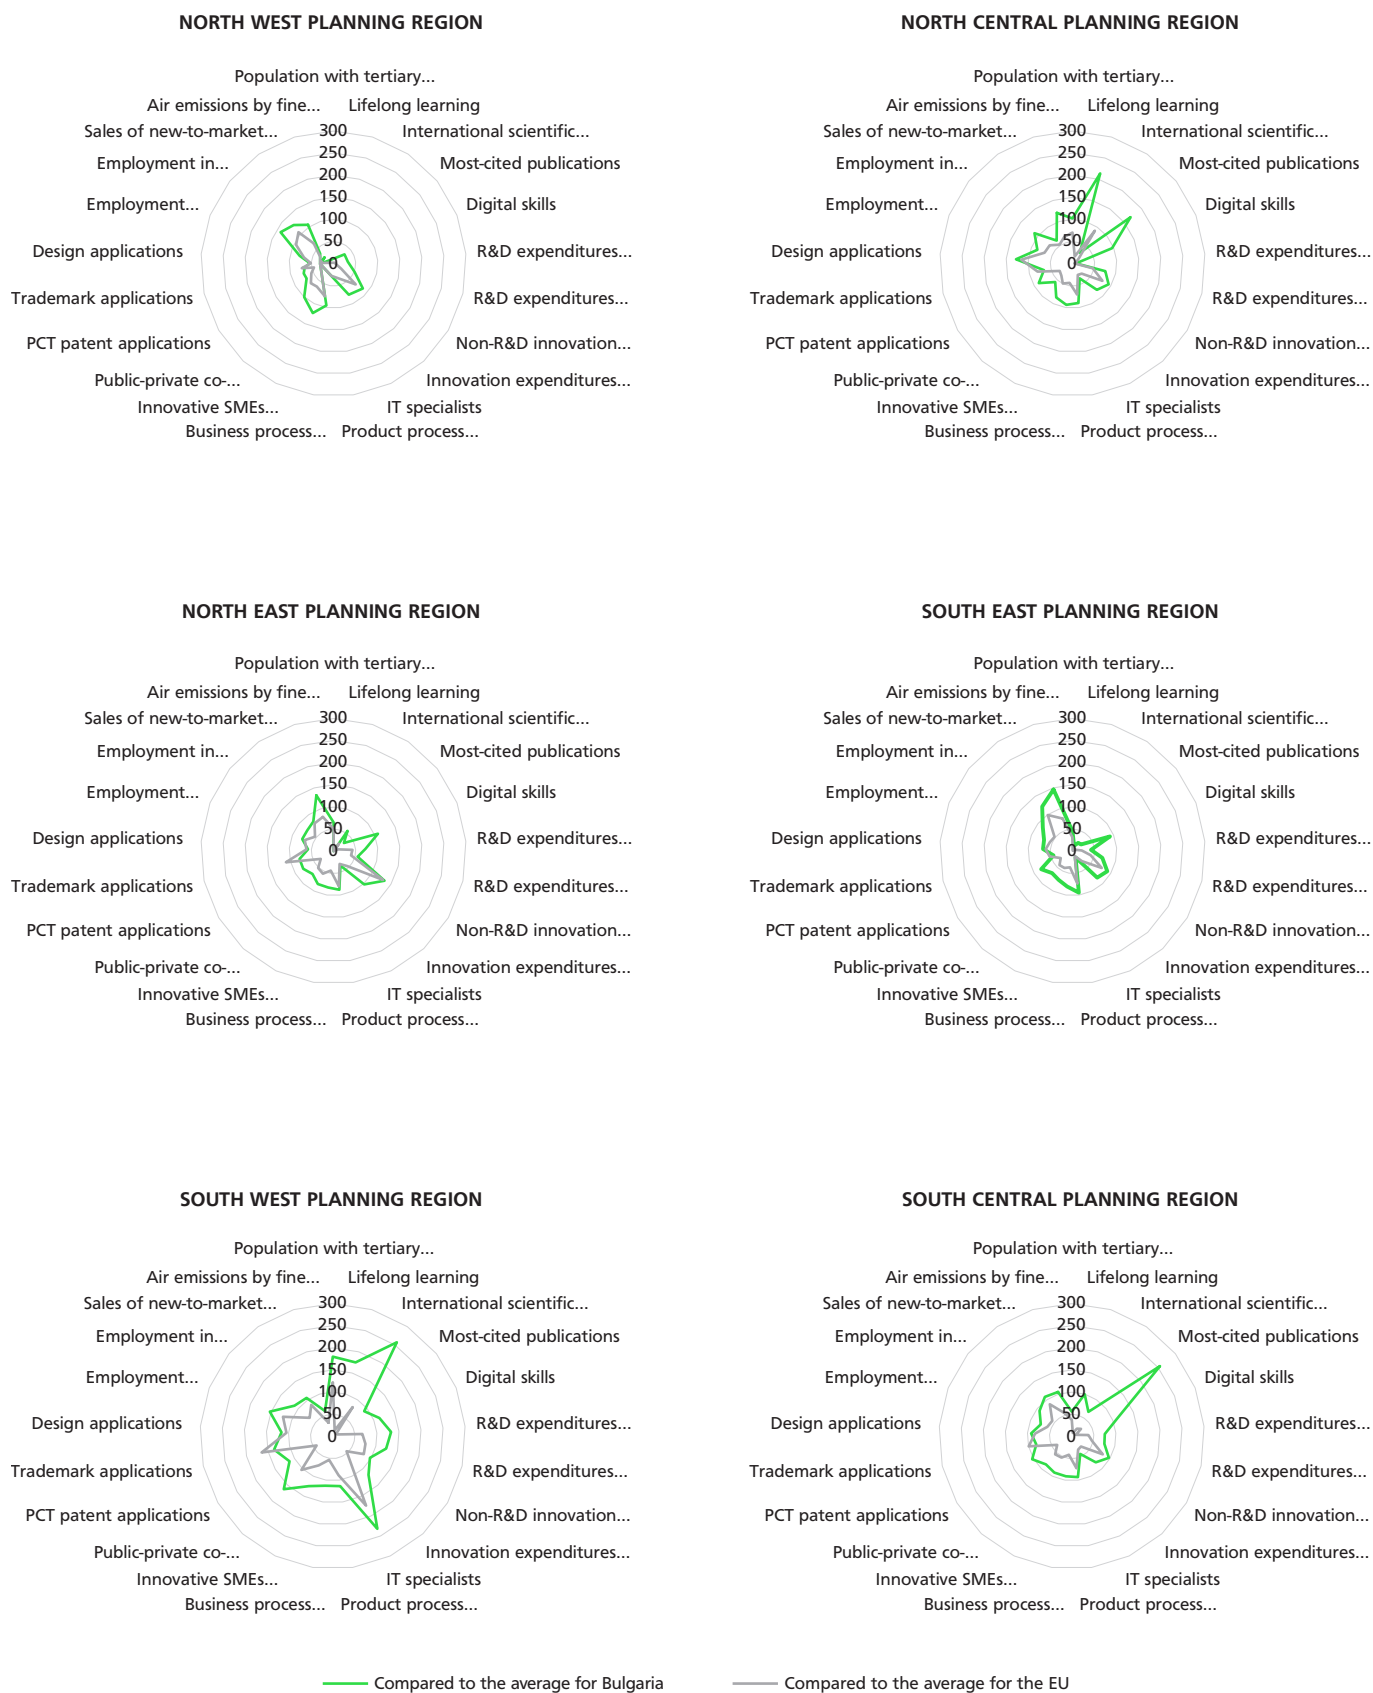 NORTH WEST PLANNING REGION
Population with tertiary...
Air emissions by fine... Lifelong learning
Sales of new-to-market... 300 International scientific...
Employment in... 250 Most-cited publications
200
Employment... 150 Digital skills
100
Design applications 50 R&D expenditures...
0
Trademark applications R&D expenditures...
PCT patent applications Non-R&D innovation...
Public-private co-... Innovation expenditures...
Innovative SMEs... IT specialists
Business process... Product process...
NORTH CENTRAL PLANNING REGION
Population with tertiary...
Air emissions by fine... Lifelong learning
Sales of new-to-market... 300 International scientific...
Employment in... 250 Most-cited publications
200
Employment... 150 Digital skills
100
Design applications 50 R&D expenditures...
0
Trademark applications R&D expenditures...
PCT patent applications Non-R&D innovation...
Public-private co-... Innovation expenditures...
Innovative SMEs... IT specialists
Business process... Product process...
NORTH EAST PLANNING REGION
Population with tertiary...
Air emissions by fine... Lifelong learning
Sales of new-to-market... 300 International scientific...
Employment in... 250 Most-cited publications
200
Employment... 150 Digital skills
100
Design applications 50 R&D expenditures...
0
Trademark applications R&D expenditures...
PCT patent applications Non-R&D innovation...
Public-private co-... Innovation expenditures...
Innovative SMEs... IT specialists
Business process... Product process...
SOUTH EAST PLANNING REGION
Population with tertiary...
Air emissions by fine... Lifelong learning
Sales of new-to-market... 300 International scientific...
Employment in... 250 Most-cited publications
200
Employment... 150 Digital skills
100
Design applications 50 R&D expenditures...
0
Trademark applications R&D expenditures...
PCT patent applications Non-R&D innovation...
Public-private co-... Innovation expenditures...
Innovative SMEs... IT specialists
Business process... Product process...
SOUTH WEST PLANNING REGION
Population with tertiary...
Air emissions by fine... Lifelong learning
Sales of new-to-market... 300 International scientific...
Employment in... 250 Most-cited publications
200
Employment... 150 Digital skills
100
Design applications 50 R&D expenditures...
0
Trademark applications R&D expenditures...
PCT patent applications Non-R&D innovation...
Public-private co-... Innovation expenditures...
Innovative SMEs... IT specialists
Business process... Product process...
SOUTH CENTRAL PLANNING REGION
Population with tertiary...
Air emissions by fine... Lifelong learning
Sales of new-to-market... 300 International scientific...
Employment in... 250 Most-cited publications
200
Employment... 150 Digital skills
100
Design applications 50 R&D expenditures...
0
Trademark applications R&D expenditures...
PCT patent applications Non-R&D innovation...
Public-private co-... Innovation expenditures...
Innovative SMEs... IT specialists
Business process... Product process...
Compared to the average for Bulgaria Compared to the average for the EU